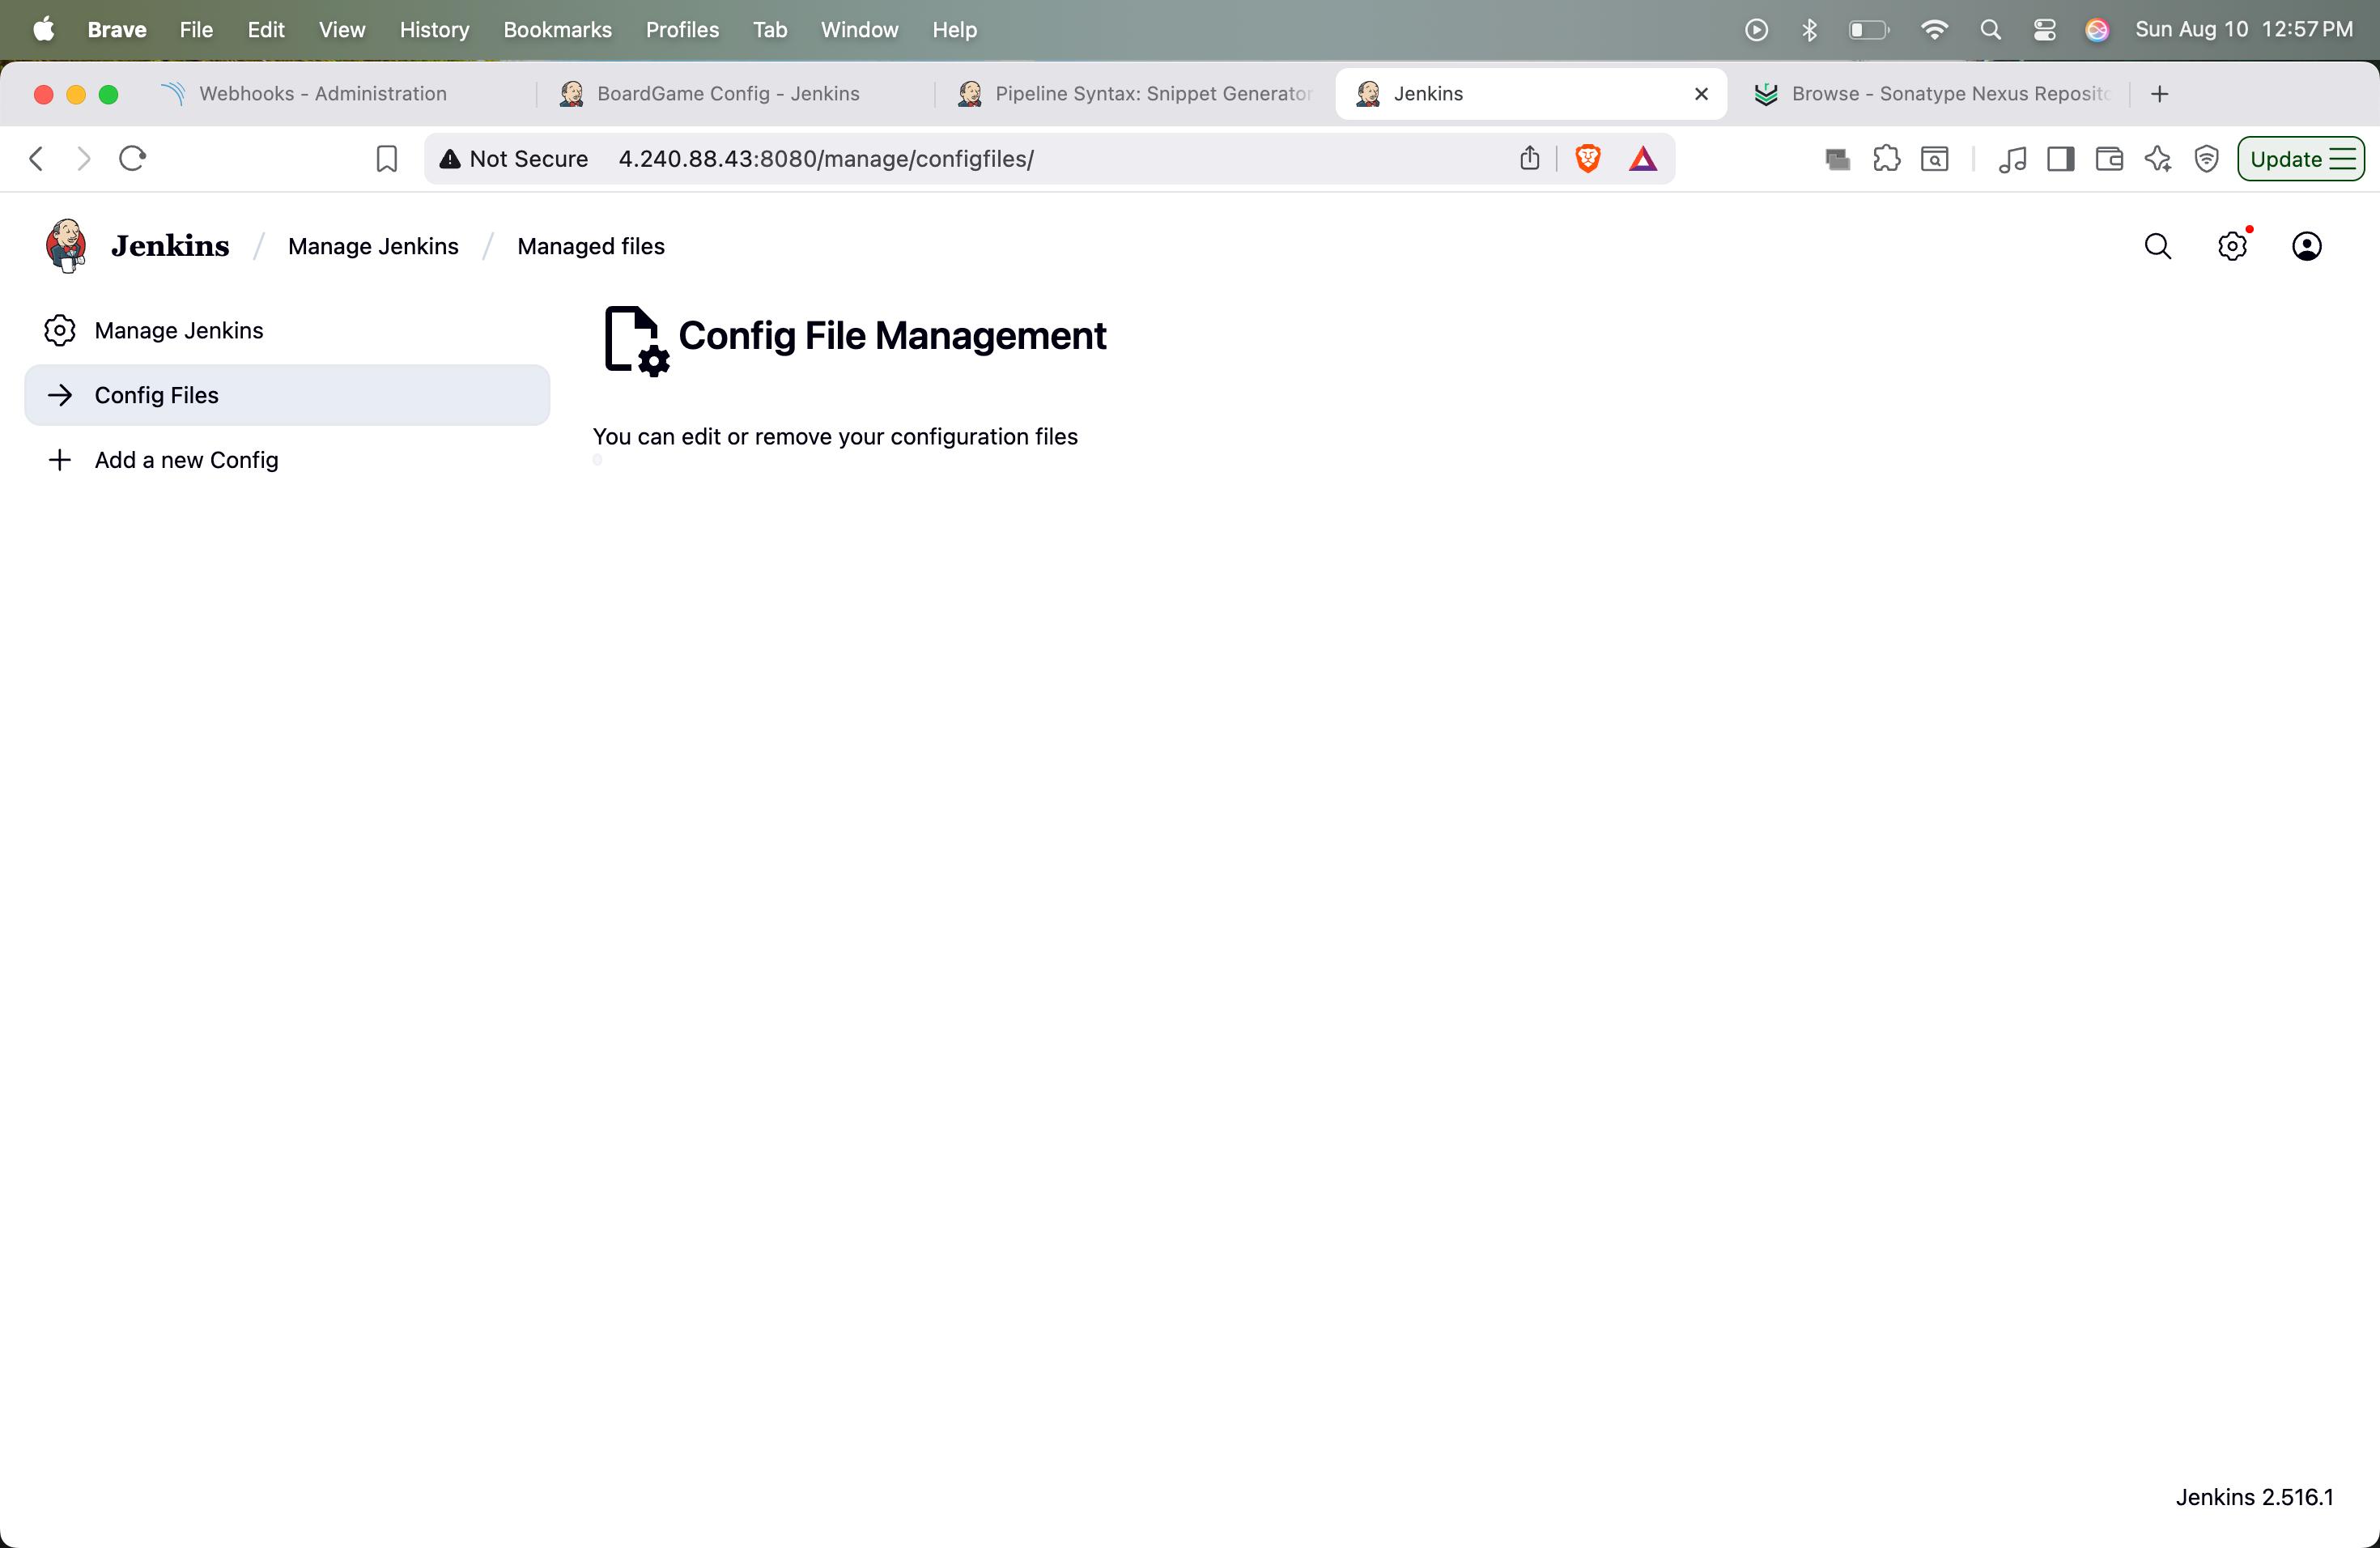 Brave File Edit View History Bookmarks Profiles Tab Window Help Sun Aug 10 12:57 PM
Webhooks - Administration BoardGame Config - Jenkins Pipeline Syntax: Snippet Generator Jenkins Browse - Sonatype Nexus Reposito
Not Secure 4.240.88.43:8080/manage/configfiles/ Update
Jenkins / Manage Jenkins / Managed files
Manage Jenkins
Config Files
Add a new Config
Config File Management
You can edit or remove your configuration files
Jenkins 2.516.1